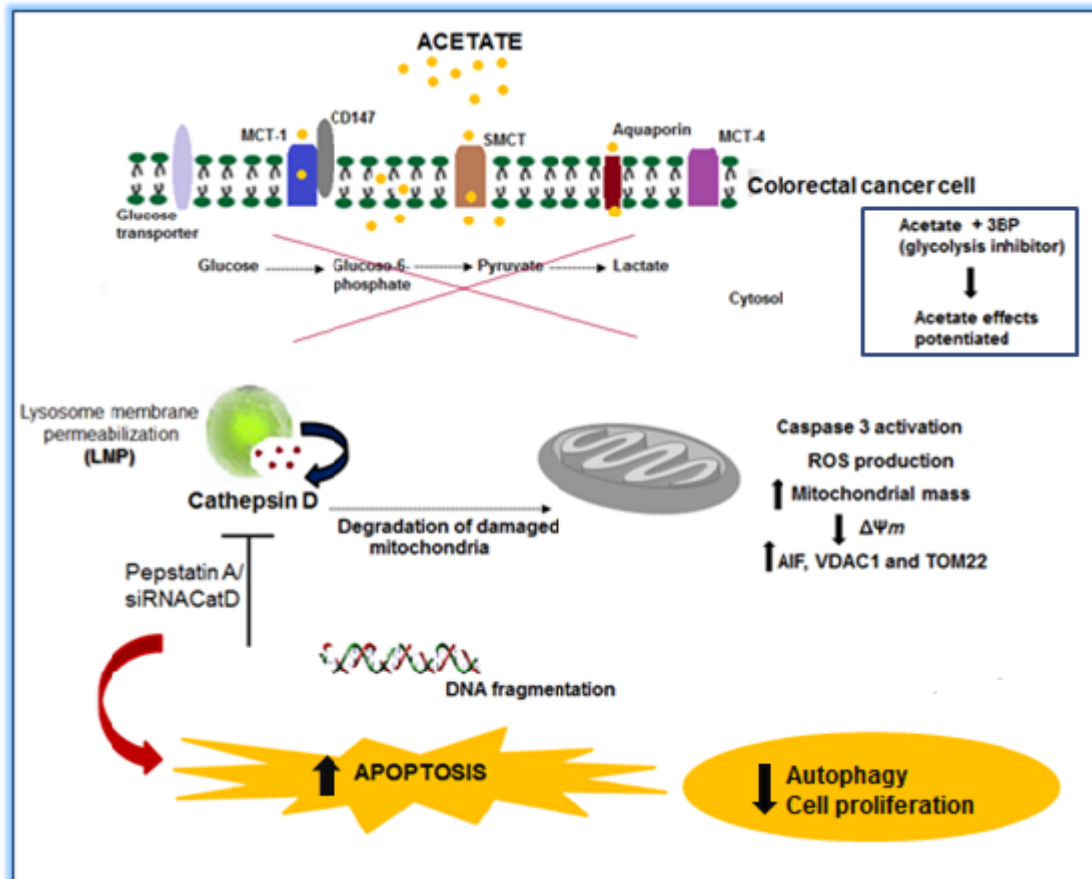 ACETATE
CD147
MCT-1
SMCT
Aquaporin
MCT-4
Colorectal cancer cell
Glucose
transporter
Acetate + 3BP
(glycolysis inhibitor)
Acetate effects
potentiated
Glucose
Glucoso-6-
phosphate
Pyruvate
Lactate
Cytosol
Lysosome membrane
permeabilization
(LMP)
Cathepsin D
Degradation of damaged
mitochondria
Caspase 3 activation
ROS production
Mitochondrial mass
ΔΨm
AIF, VDAC1 and TOM22
Pepstatin A/
siRNACatD
DNA fragmentation
APOPTOSIS
Autophagy
Cell proliferation